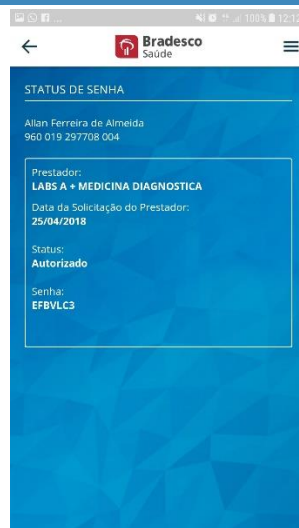 100% 12:12
Bradesco
Saúde
STATUS DE SENHA
Allan Ferreira de Almeida
960 019 297708 004
Prestador:
LABS A + MEDICINA DIAGNOSTICA
Data da Solicitação do Prestador:
25/04/2018
Status:
Autorizado
Senha:
EFBVLC3